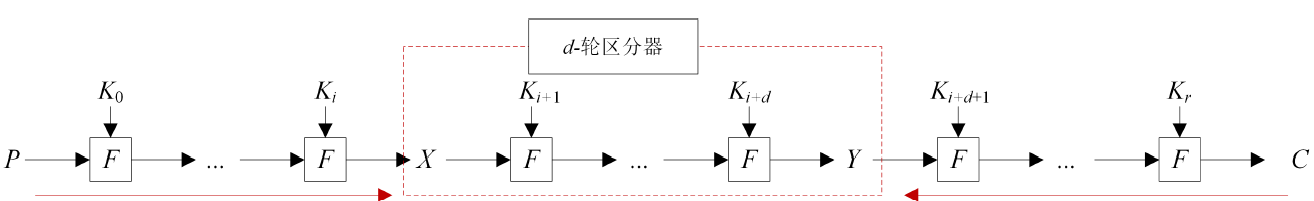 d-轮区分器
K0 Ki Ki+1 Ki+d Ki+d+1 Kr
P F ... F X F ... F Y F ... F C